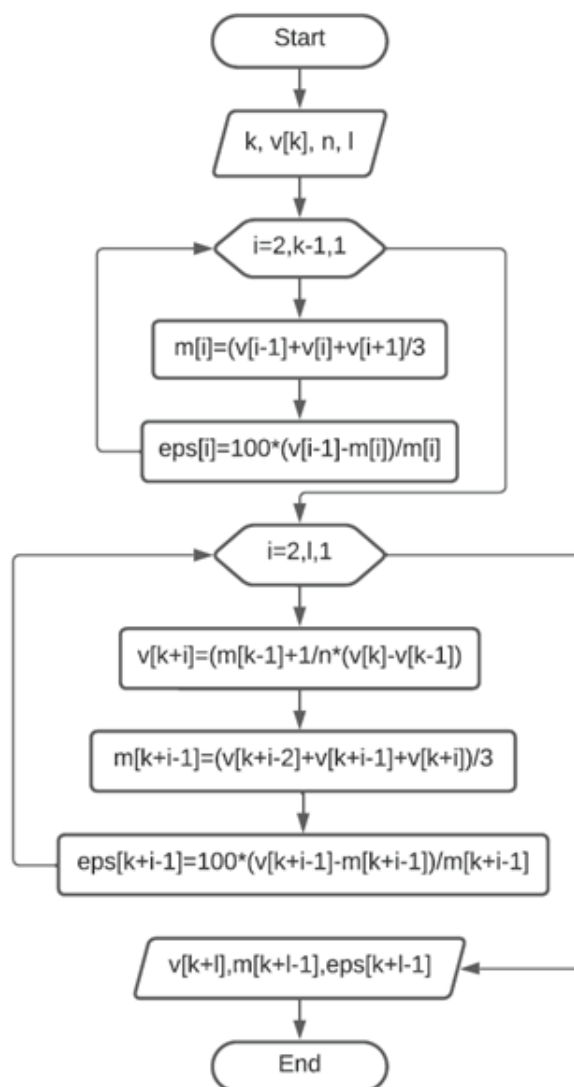 Start
k, v[k], n, l
i=2,k-1,1
m[i]=(v[i-1]+v[i]+v[i+1]/3
eps[i]=100*(v[i-1]-m[i])/m[i]
i=2,l,1
v[k+i]=(m[k-1]+1/n*(v[k]-v[k-1])
m[k+i-1]=(v[k+i-2]+v[k+i-1]+v[k+i])/3
eps[k+i-1]=100*(v[k+i-1]-m[k+i-1])/m[k+i-1]
v[k+l],m[k+l-1],eps[k+l-1]
End